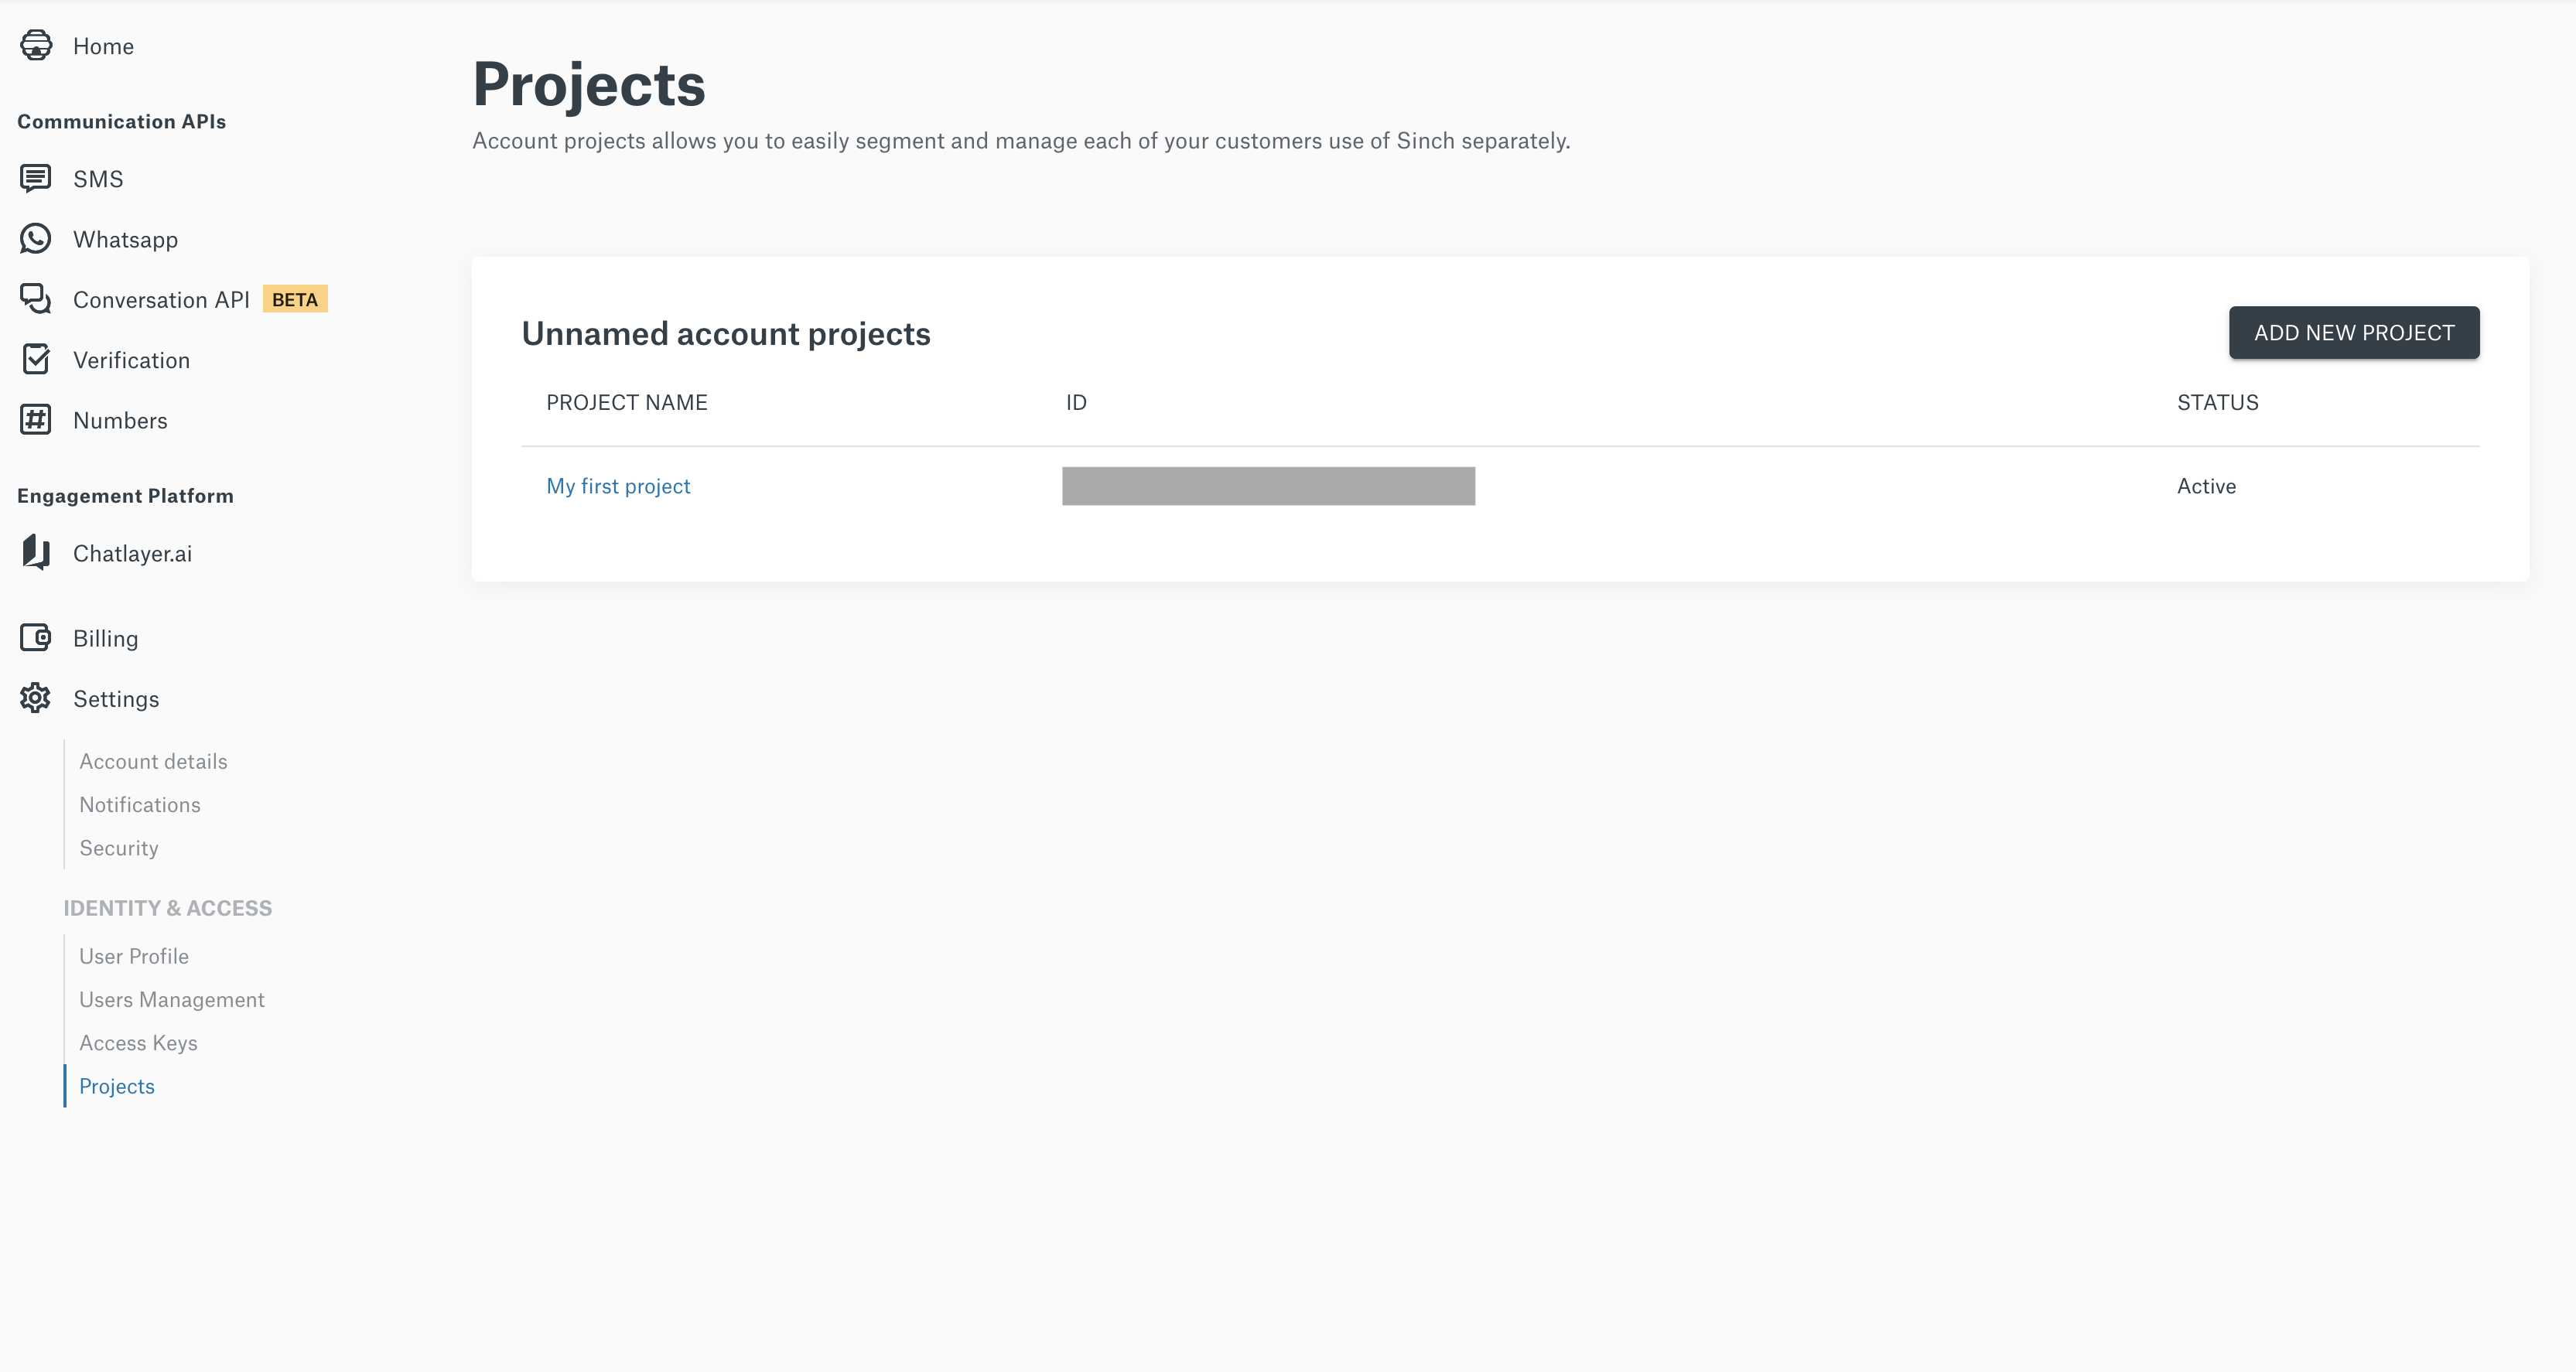 Home
Communication APIs
SMS
Whatsapp
Conversation API BETA
Verification
Numbers
Engagement Platform
Chatlayer.ai
Billing
Settings
Account details
Notifications
Security
IDENTITY & ACCESS
User Profile
Users Management
Access Keys
Projects
Projects
Account projects allows you to easily segment and manage each of your customers use of Sinch separately.
Unnamed account projects
ADD NEW PROJECT
PROJECT NAME ID STATUS
My first project Active